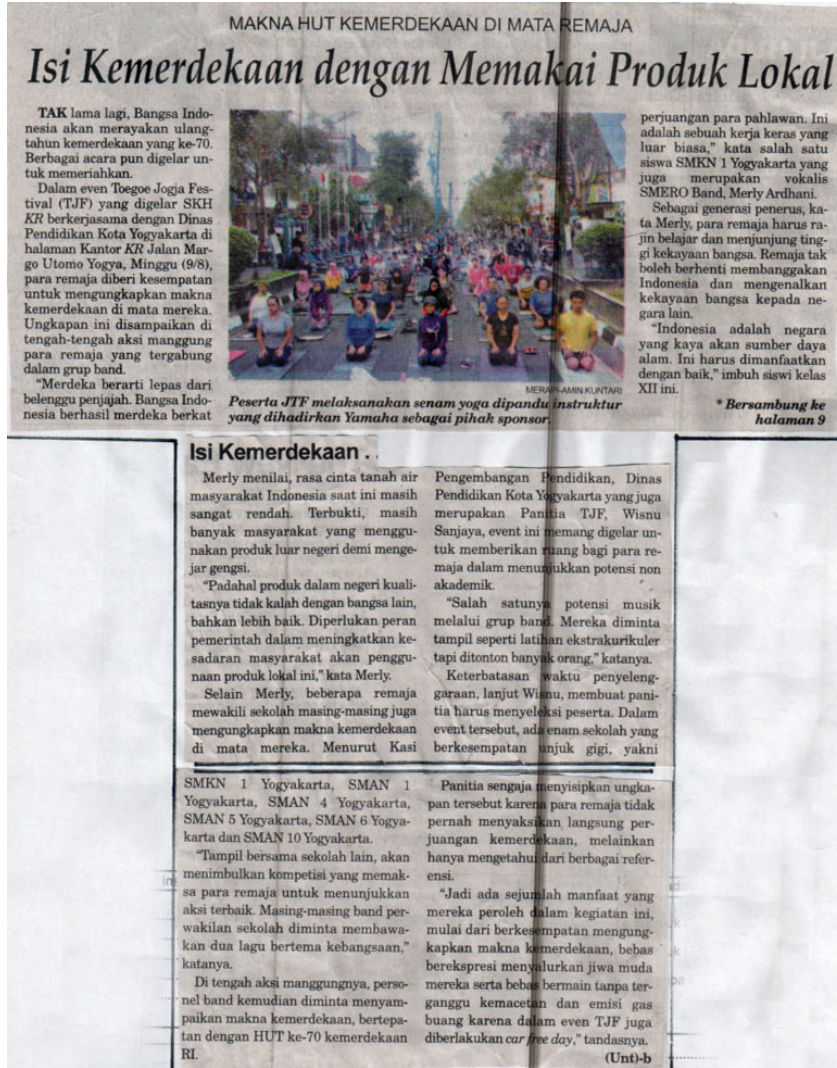 MAKNA HUT KEMERDEKAAN DI MATA REMAJA
Isi Kemerdekaan dengan Memakai Produk Lokal
TAK lama lagi, Bangsa Indo-
nesia akan merayakan ulang-
tahun kemerdekaan yang ke-70.
Berbagai acara pun digelar un-
tuk memeriahkan.
Dalam even Toegoe Jogja Fes-
tival (TJF) yang digelar SKH
KR berkerjasama dengan Dinas
Pendidikan Kota Yogyakarta di
halaman Kantor KR Jalan Mar-
go Utomo Yogya, Minggu (9/8),
para remaja diberi kesempatan
untuk mengungkapkan makna
kemerdekaan di mata mereka.
Ungkapan ini disampaikan di
tengah-tengah aksi manggung
para remaja yang tergabung
dalam grup band.
"Merdeka berarti lepas dari
belenggu penjajah. Bangsa Indo-
nesia berhasil merdeka berkat
MERAPI-AMIN KUNTARI
Peserta JTF melaksanakan senam yoga dipandu instruktur
yang dihadirkan Yamaha sebagai pihak sponsor.
perjuangan para pahlawan. Ini
adalah sebuah kerja keras yang
luar biasa," kata salah satu
siswa SMKN 1 Yogyakarta yang
juga merupakan vokalis
SMERO Band, Merly Ardhani.
Sebagai generasi penerus, ka-
ta Merly, para remaja harus ra-
jin belajar dan menjunjung ting-
gi kekayaan bangsa. Remaja tak
boleh berhenti membanggakan
Indonesia dan mengenalkan
kekayaan bangsa kepada ne-
gara lain.
"Indonesia adalah negara
yang kaya akan sumber daya
alam. Ini harus dimanfaatkan
dengan baik," imbuh siswi kelas
XII ini.
* Bersambung ke
halaman 9
Isi Kemerdekaan . .
Merly menilai, rasa cinta tanah air
masyarakat Indonesia saat ini masih
sangat rendah. Terbukti, masih
banyak masyarakat yang menggu-
nakan produk luar negeri demi menge-
jar gengsi.
"Padahal produk dalam negeri kuali-
tasnya tidak kalah dengan bangsa lain,
bahkan lebih baik. Diperlukan peran
pemerintah dalam meningkatkan ke-
sadaran masyarakat akan penggu-
naan produk lokal ini," kata Merly.
Selain Merly, beberapa remaja
mewakili sekolah masing-masing juga
mengungkapkan makna kemerdekaan
di mata mereka. Menurut Kasi
Pengembangan Pendidikan, Dinas
Pendidikan Kota Yogyakarta yang juga
merupakan Panitia TJF, Wisnu
Sanjaya, event ini memang digelar un-
tuk memberikan ruang bagi para re-
maja dalam menunjukkan potensi non
akademik.
"Salah satunya potensi musik
melalui grup band. Mereka diminta
tampil seperti latihan ekstrakurikuler
tapi ditonton banyak orang," katanya.
Keterbatasan waktu penyeleng-
garaan, lanjut Wisnu, membuat pani-
tia harus menyeleksi peserta. Dalam
event tersebut, ada enam sekolah yang
berkesempatan unjuk gigi, yakni
SMKN 1 Yogyakarta, SMAN 1
Yogyakarta, SMAN 4 Yogyakarta,
SMAN 5 Yogyakarta, SMAN 6 Yogya-
karta dan SMAN 10 Yogyakarta.
"Tampil bersama sekolah lain, akan
menimbulkan kompetisi yang memak-
sa para remaja untuk menunjukkan
aksi terbaik. Masing-masing band per-
wakilan sekolah diminta membawa-
kan dua lagu bertema kebangsaan,"
katanya.
Di tengah aksi manggungnya, perso-
nel band kemudian diminta menyam-
paikan makna kemerdekaan, bertepa-
tan dengan HUT ke-70 kemerdekaan
RI.
Panitia sengaja menyisipkan ungka-
pan tersebut karena para remaja tidak
pernah menyaksikan langsung per-
juangan kemerdekaan, melainkan
hanya mengetahui dari berbagai refer-
ensi.
"Jadi ada sejumlah manfaat yang
mereka peroleh dalam kegiatan ini,
mulai dari berkesempatan mengung-
kapkan makna kemerdekaan, bebas
berekspresi menyalurkan jiwa muda
mereka serta bebas bermain tanpa ter-
ganggu kemacetan dan emisi gas
buang karena dalam even TJF juga
diberlakukan car free day," tandasnya.
(Unt)-b